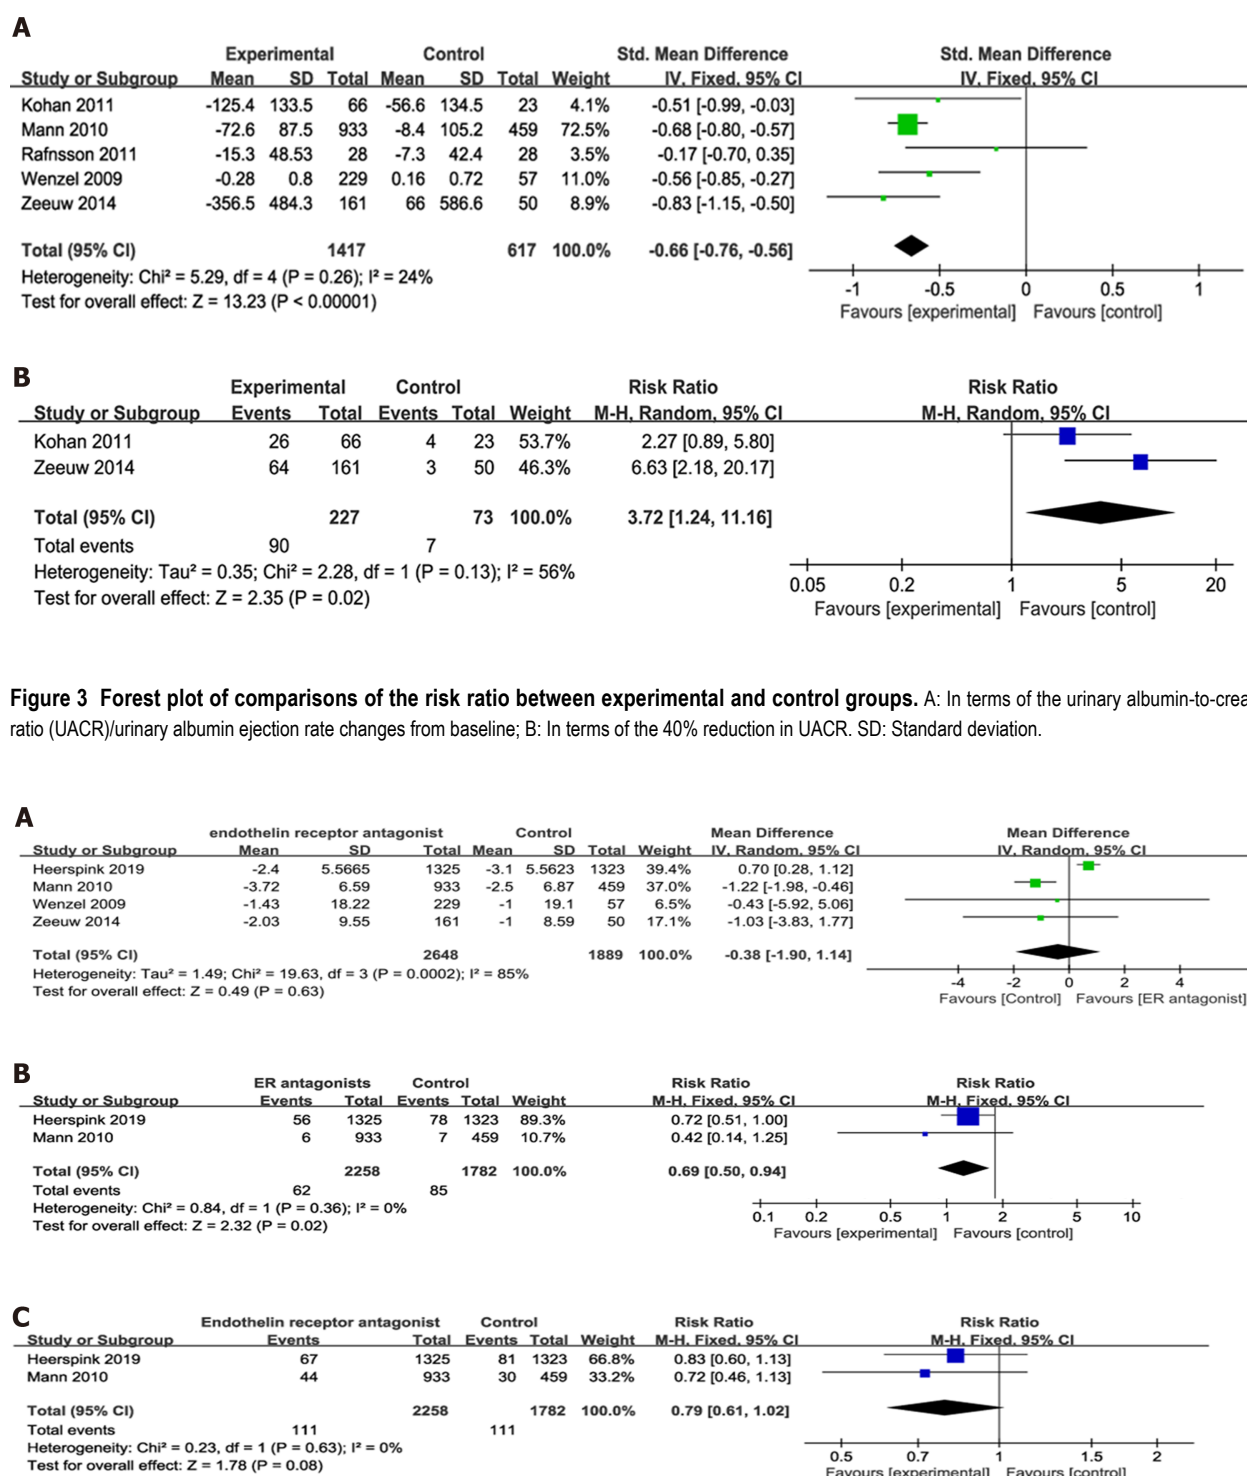 A
Experimental Control Std. Mean Difference Std. Mean Difference
Study or Subgroup Mean SD Total Mean SD Total Weight IV, Fixed, 95% CI IV, Fixed, 95% CI
Kohan 2011 -125.4 133.5 66 -56.6 134.5 23 4.1% -0.51 [-0.99, -0.03]
Mann 2010 -72.6 87.5 933 -8.4 105.2 459 72.5% -0.68 [-0.80, -0.57]
Rafnsson 2011 -15.3 48.53 28 -7.3 42.4 28 3.5% -0.17 [-0.70, 0.35]
Wenzel 2009 -0.28 0.8 229 0.16 0.72 57 11.0% -0.56 [-0.85, -0.27]
Zeeuw 2014 -356.5 484.3 161 66 586.6 50 8.9% -0.83 [-1.15, -0.50]
Total (95% CI) 1417 617 100.0% -0.66 [-0.76, -0.56]
Heterogeneity: Chi² = 5.29, df = 4 (P = 0.26); I² = 24%
Test for overall effect: Z = 13.23 (P < 0.00001)
-1 -0.5 0 0.5 1
Favours [experimental] Favours [control]
B
Experimental Control Risk Ratio Risk Ratio
Study or Subgroup Events Total Events Total Weight M-H, Random, 95% CI M-H, Random, 95% CI
Kohan 2011 26 66 4 23 53.7% 2.27 [0.89, 5.80]
Zeeuw 2014 64 161 3 50 46.3% 6.63 [2.18, 20.17]
Total (95% CI) 227 73 100.0% 3.72 [1.24, 11.16]
Total events 90 7
Heterogeneity: Tau² = 0.35; Chi² = 2.28, df = 1 (P = 0.13); I² = 56%
Test for overall effect: Z = 2.35 (P = 0.02)
0.05 0.2 1 5 20
Favours [experimental] Favours [control]
Figure 3 Forest plot of comparisons of the risk ratio between experimental and control groups. A: In terms of the urinary albumin-to-crea
ratio (UACR)/urinary albumin ejection rate changes from baseline; B: In terms of the 40% reduction in UACR. SD: Standard deviation.
A
endothelin receptor antagonist Control Mean Difference Mean Difference
Study or Subgroup Mean SD Total Mean SD Total Weight IV, Random, 95% CI IV, Random, 95% CI
Heerspink 2019 -2.4 5.5665 1325 -3.1 5.5623 1323 39.4% 0.70 [0.28, 1.12]
Mann 2010 -3.72 6.59 933 -2.5 6.87 459 37.0% -1.22 [-1.98, -0.46]
Wenzel 2009 -1.43 18.22 229 -1 19.1 57 6.5% -0.43 [-5.92, 5.06]
Zeeuw 2014 -2.03 9.55 161 -1 8.59 50 17.1% -1.03 [-3.83, 1.77]
Total (95% CI) 2648 1889 100.0% -0.38 [-1.90, 1.14]
Heterogeneity: Tau² = 1.49; Chi² = 19.63, df = 3 (P = 0.0002); I² = 85%
Test for overall effect: Z = 0.49 (P = 0.63)
-4 -2 0 2 4
Favours [Control] Favours [ER antagonist]
B
ER antagonists Control Risk Ratio Risk Ratio
Study or Subgroup Events Total Events Total Weight M-H, Fixed, 95% CI M-H, Fixed, 95% CI
Heerspink 2019 56 1325 78 1323 89.3% 0.72 [0.51, 1.00]
Mann 2010 6 933 7 459 10.7% 0.42 [0.14, 1.25]
Total (95% CI) 2258 1782 100.0% 0.69 [0.50, 0.94]
Total events 62 85
Heterogeneity: Chi² = 0.84, df = 1 (P = 0.36); I² = 0%
Test for overall effect: Z = 2.32 (P = 0.02)
0.1 0.2 0.5 1 2 5 10
Favours [experimental] Favours [control]
C
Endothelin receptor antagonist Control Risk Ratio Risk Ratio
Study or Subgroup Events Total Events Total Weight M-H, Fixed, 95% CI M-H, Fixed, 95% CI
Heerspink 2019 67 1325 81 1323 66.8% 0.83 [0.60, 1.13]
Mann 2010 44 933 30 459 33.2% 0.72 [0.46, 1.13]
Total (95% CI) 2258 1782 100.0% 0.79 [0.61, 1.02]
Total events 111 111
Heterogeneity: Chi² = 0.23, df = 1 (P = 0.63); I² = 0%
Test for overall effect: Z = 1.78 (P = 0.08)
0.5 0.7 1 1.5 2
Favours [experimental] Favours [control]